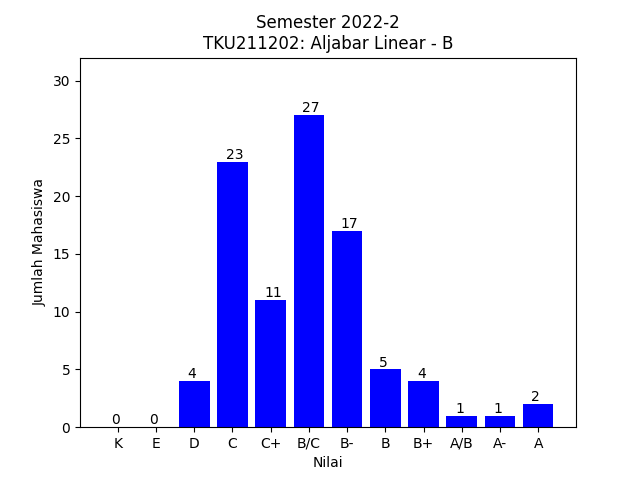 Semester 2022-2
TKU211202: Aljabar Linear - B
Jumlah Mahasiswa
30
25
20
15
10
5
0
0 0 4 23 11 27 17 5 4 1 1 2
K E D C C+ B/C B- B B+ A/B A- A
Nilai